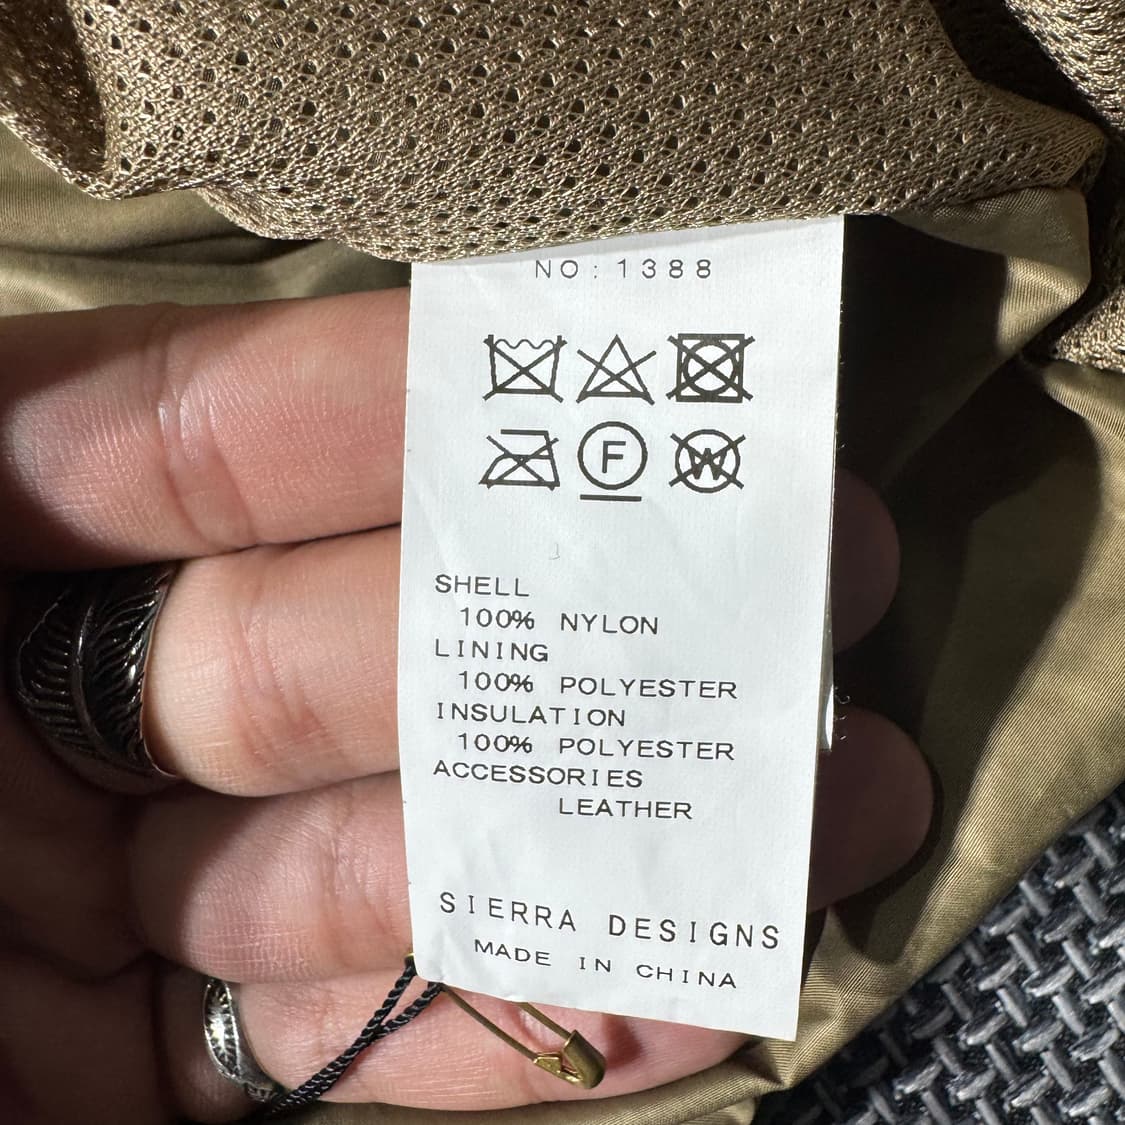 NO: 1388
F
W
SHELL
100% NYLON
LINING
100% POLYESTER
INSULATION
100% POLYESTER
ACCESSORIES
LEATHER
SIERRA DESIGNS
MADE IN CHINA